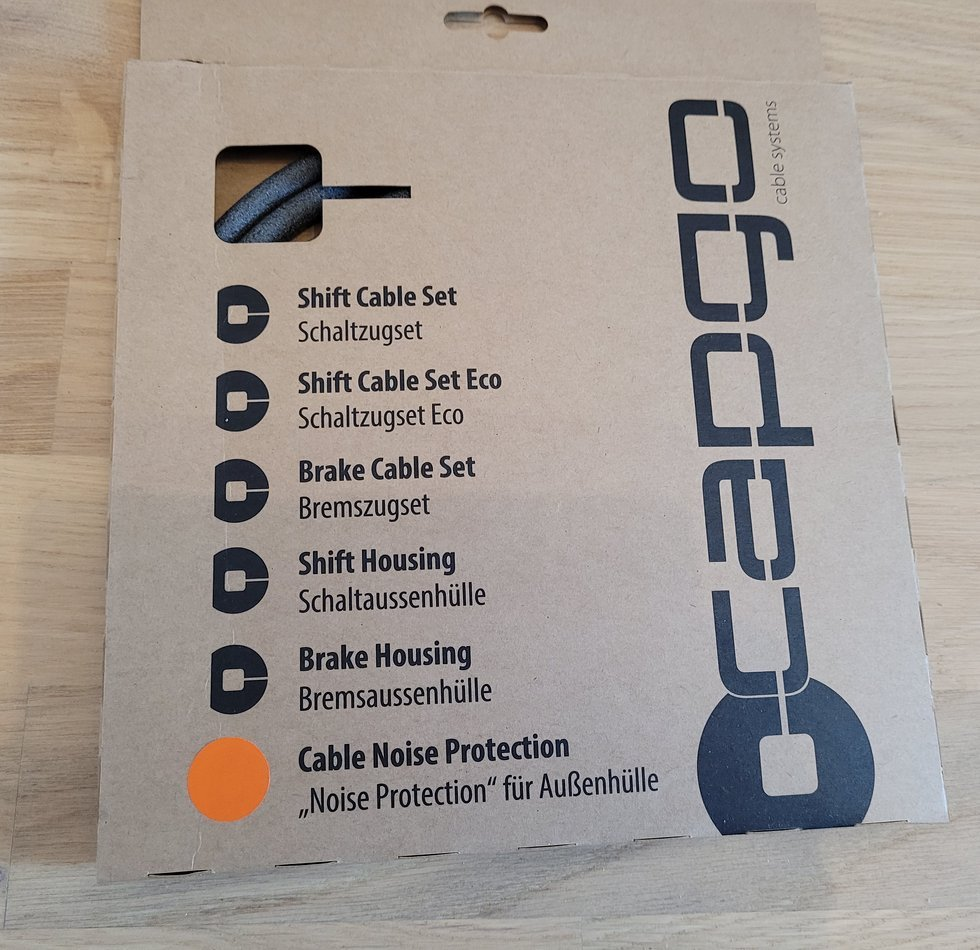 capgo
cable systems
Shift Cable Set
Schaltzugset
Shift Cable Set Eco
Schaltzugset Eco
Brake Cable Set
Bremszugset
Shift Housing
Schaltaussenhülle
Brake Housing
Bremsaussenhülle
Cable Noise Protection
„Noise Protection“ für Außenhülle